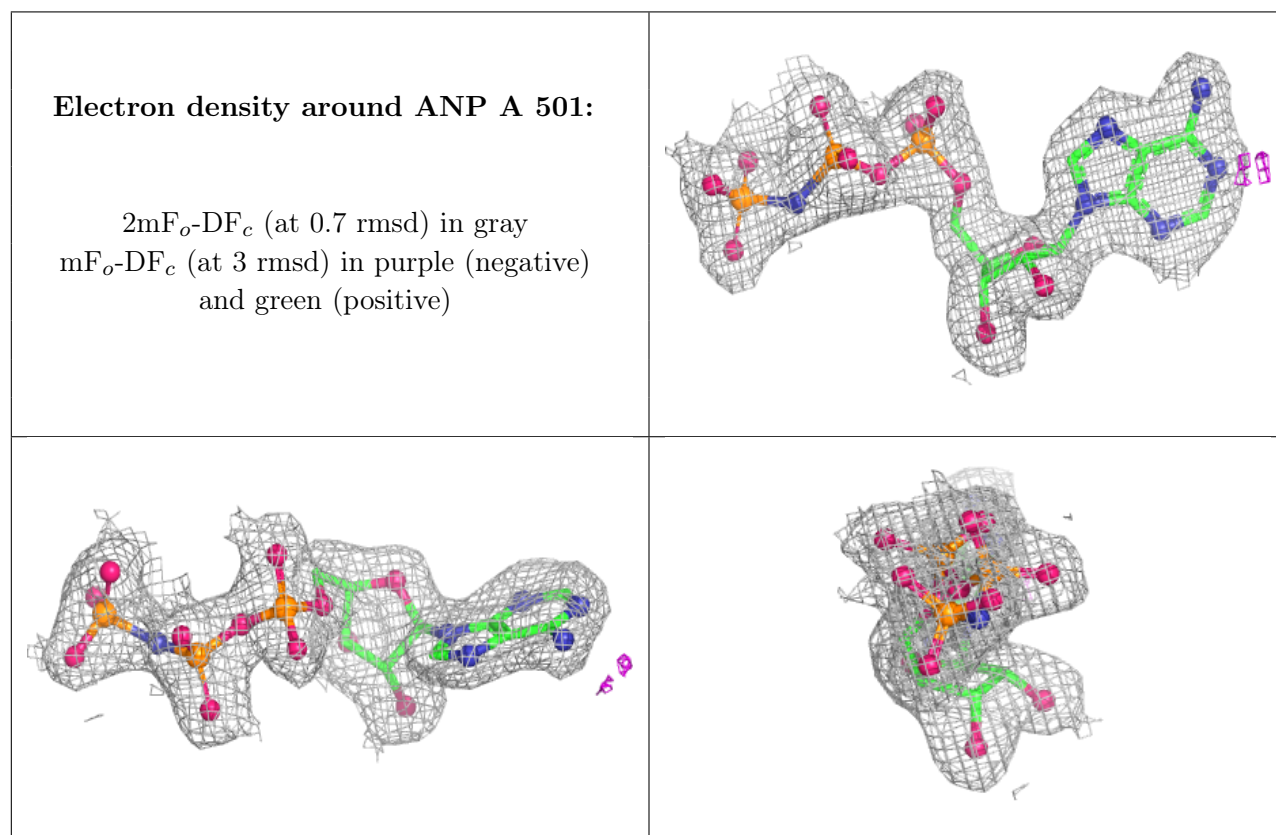 Electron density around ANP A 501:
2mFₒ-DF𝒸 (at 0.7 rmsd) in gray
mFₒ-DF𝒸 (at 3 rmsd) in purple (negative)
and green (positive)